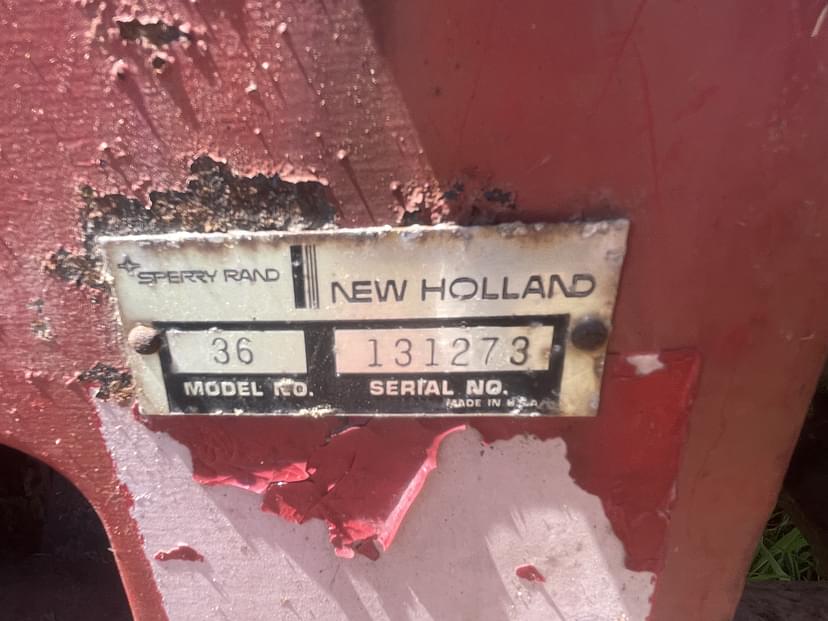 SPERRY RAND NEW HOLLAND
36 131273
MODEL NO. SERIAL NO.
MADE IN U.S.A.